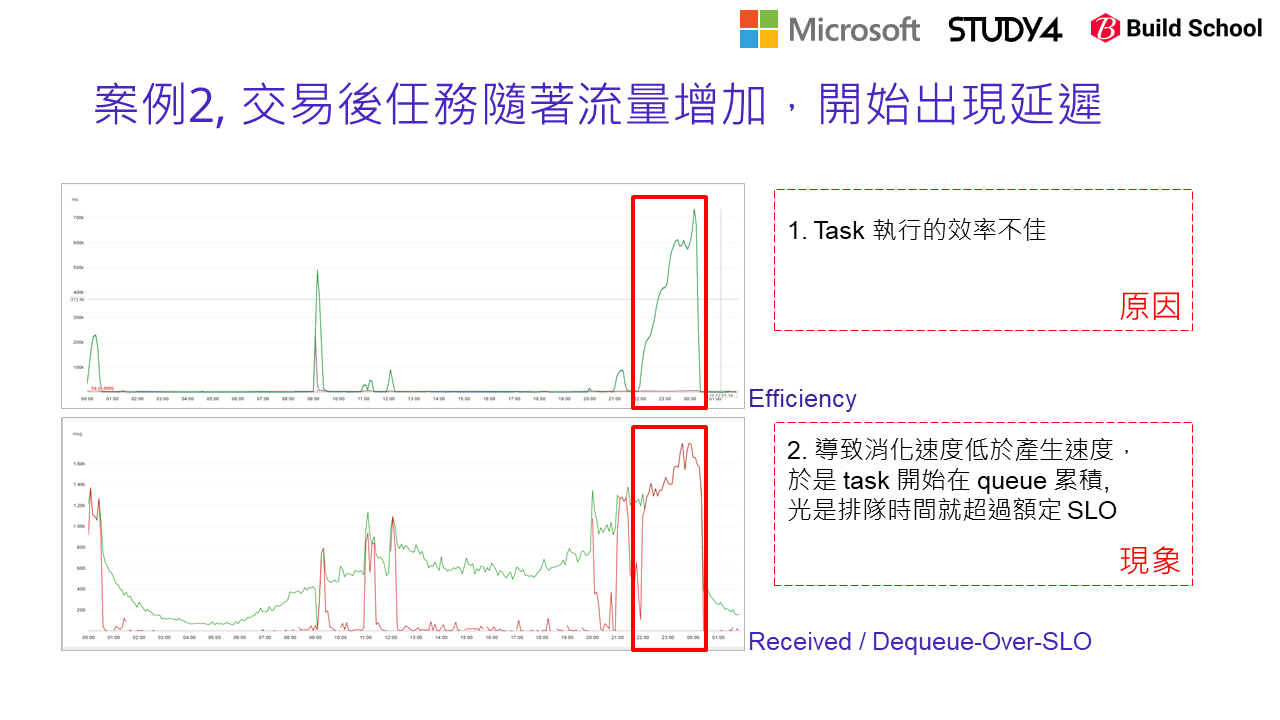 Microsoft
STUDY4
Build School
案例2, 交易後任務隨著流量增加，開始出現延遲
ms
700k
600k
500k
400k
372.9k
300k
200k
100k
5s (5,000)
00:00 01:00 02:00 03:00 04:00 05:00 06:00 07:00 08:00 09:00 10:00 11:00 12:00 13:00 14:00 15:00 16:00 17:00 18:00 19:00 20:00 21:00 22:00 23:00 00:00 01:00
11-12 01:14
1. Task 執行的效率不佳
原因
Efficiency
msg
1.60k
1.40k
1.20k
1.00k
800
600
400
200
00:00 01:00 02:00 03:00 04:00 05:00 06:00 07:00 08:00 09:00 10:00 11:00 12:00 13:00 14:00 15:00 16:00 17:00 18:00 19:00 20:00 21:00 22:00 23:00 00:00 01:00
2. 導致消化速度低於產生速度，
於是 task 開始在 queue 累積,
光是排隊時間就超過額定 SLO
現象
Received / Dequeue-Over-SLO